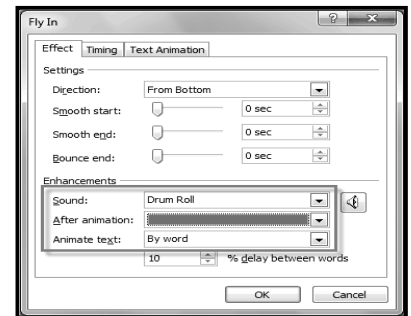 Fly In
Effect Timing Text Animation
Settings
Direction: From Bottom
Smooth start: 0 sec
Smooth end: 0 sec
Bounce end: 0 sec
Enhancements
Sound: Drum Roll
After animation:
Animate text: By word
10 % delay between words
OK Cancel